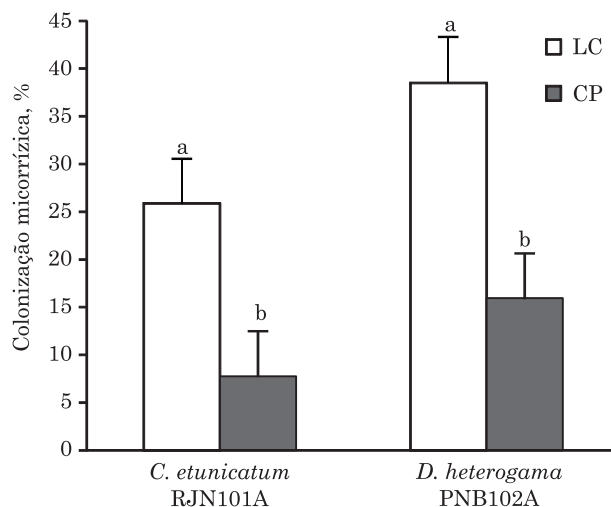 Colonização micorrízica, %
45
40
35
30
25
20
15
10
5
0
a
b
a
b
LC
CP
C. etunicatum
RJN101A
D. heterogama
PNB102A